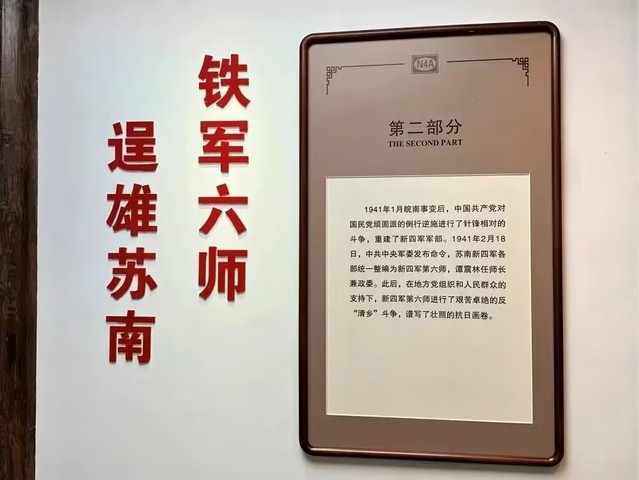 铁军六师
逞雄苏南
N4A
第二部分
THE SECOND PART
1941年1月皖南事变后，中国共产党对
国民党顽固派的倒行逆施进行了针锋相对的
斗争，重建了新四军军部。1941年2月18
日，中共中央军委发布命令，苏南新四军各
部统一整编为新四军第六师，谭震林任师长
兼政委。此后，在地方党组织和人民群众的
支持下，新四军第六师进行了艰苦卓绝的反
“清乡”斗争，谱写了壮丽的抗日画卷。